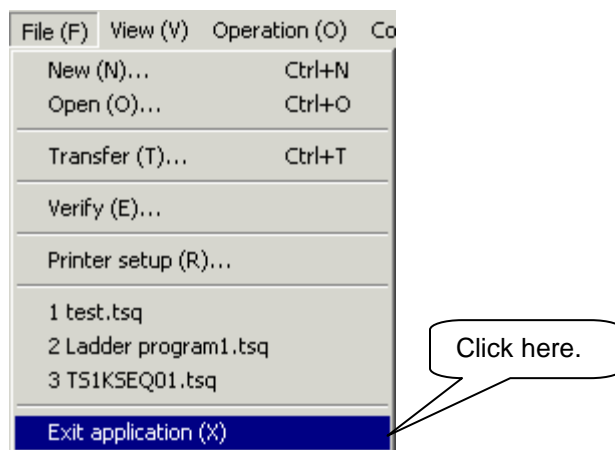 File (F) View (V) Operation (O) Co
New (N)... Ctrl+N
Open (O)... Ctrl+O
Transfer (T)... Ctrl+T
Verify (E)...
Printer setup (R)...
1 test.tsq
2 Ladder program1.tsq
3 TS1KSEQ01.tsq
Click here.
Exit application (X)